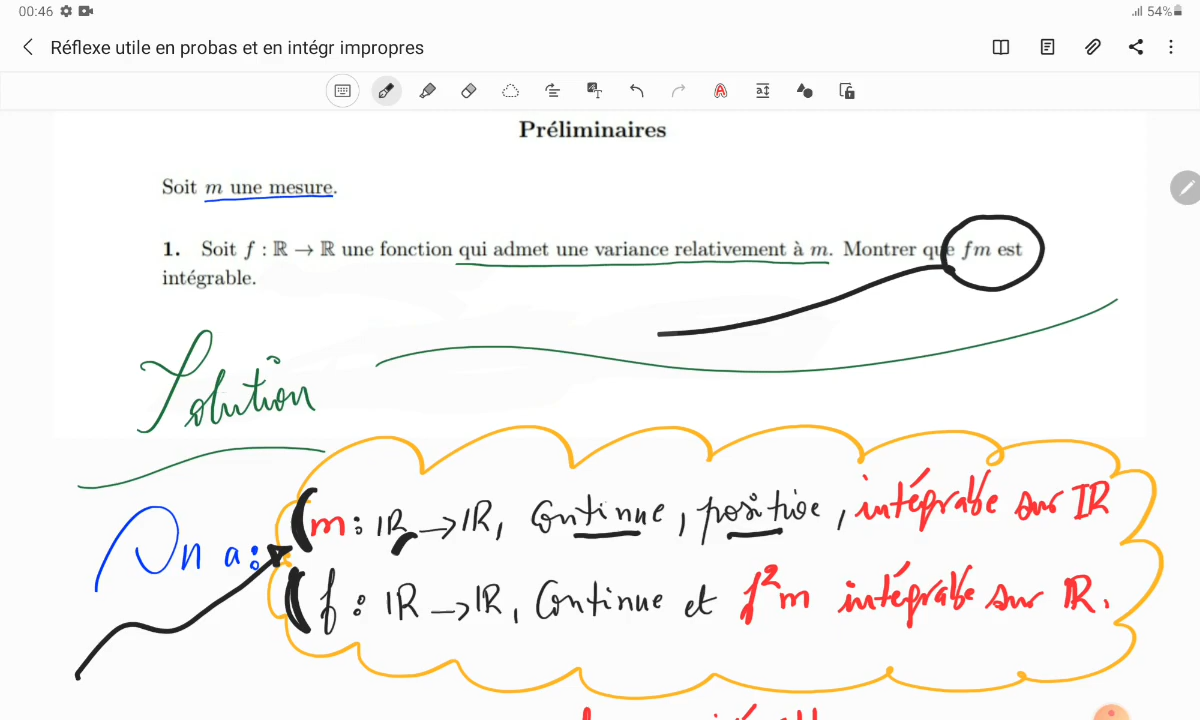 00:46 54%
Réflexe utile en probas et en intégr impropres
Préliminaires
Soit m une mesure.
1. Soit f : ℝ → ℝ une fonction qui admet une variance relativement à m. Montrer que fm est
intégrable.
Solution
On a:
m: IR → IR, Continue, positive, intégrable sur IR
f: IR → IR, Continue et f²m intégrable sur IR.